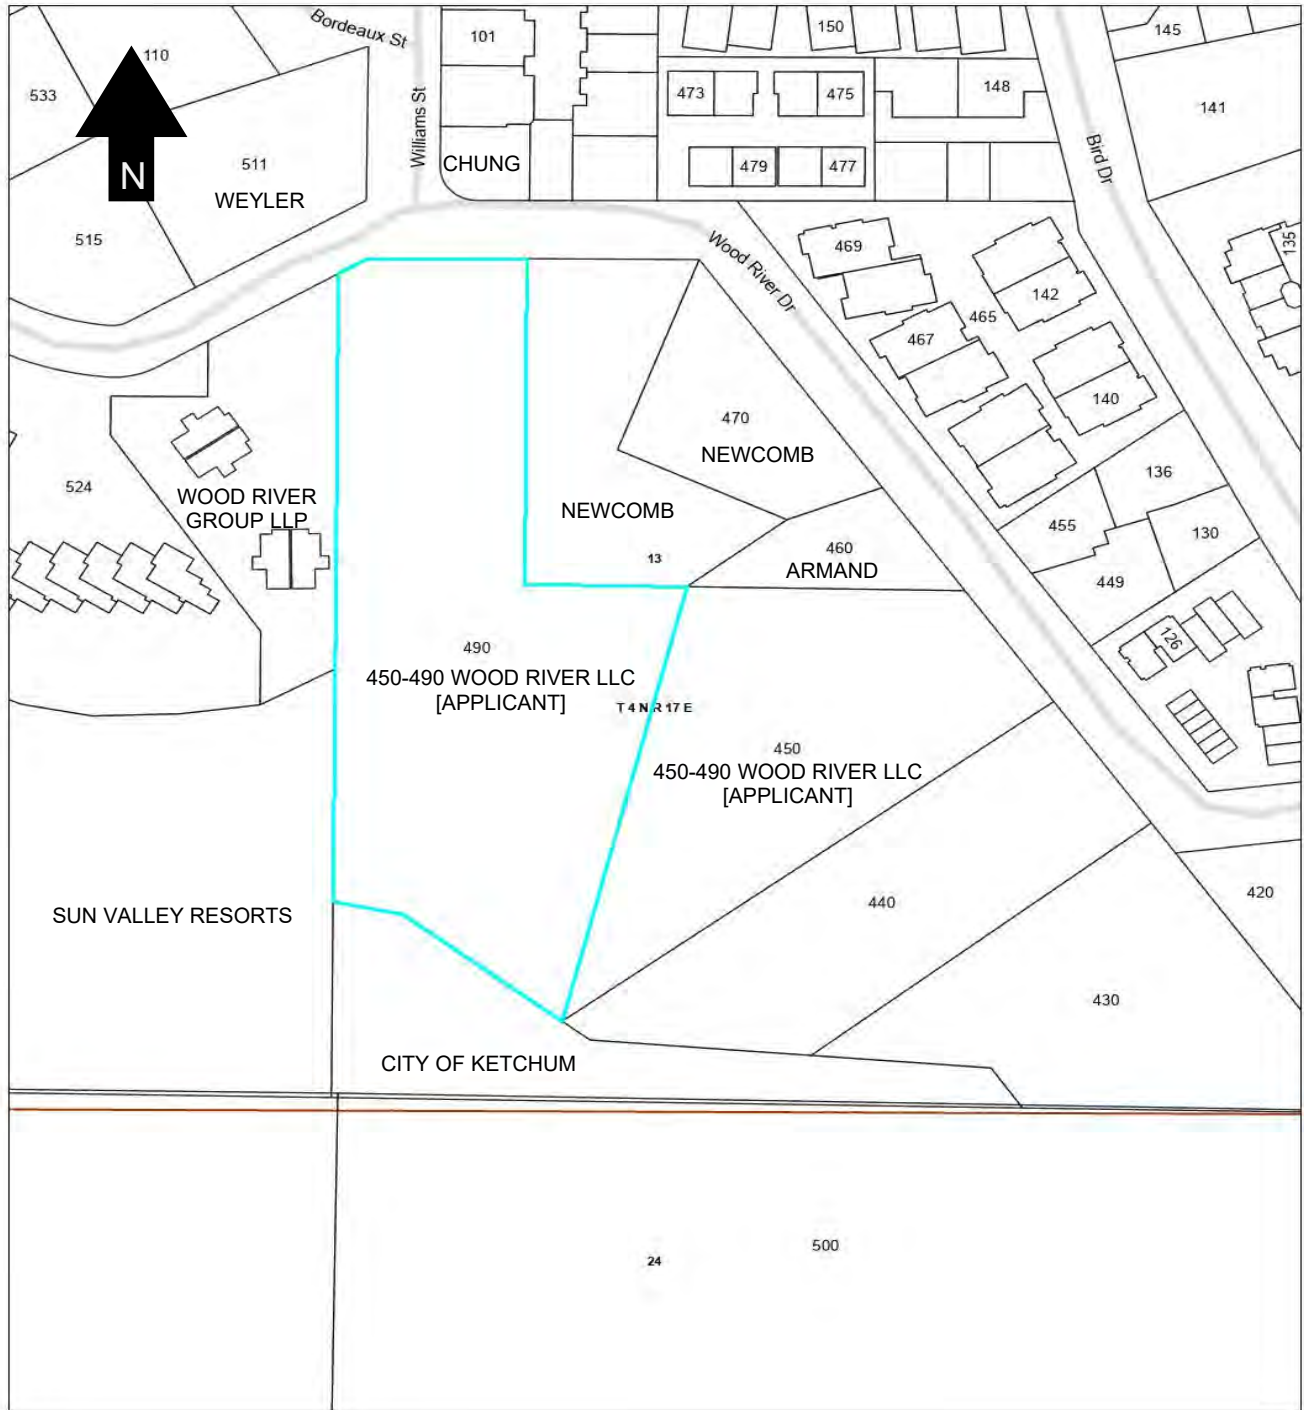 Bordeaux St
101
150
145
110
533
473
475
148
141
Williams St
Bird Dr
N
511
WEYLER
CHUNG
479
477
515
469
135
Wood River Dr
142
465
467
140
470
NEWCOMB
136
524
WOOD RIVER
GROUP LLP
NEWCOMB
455
130
13
460
ARMAND
449
126
490
450-490 WOOD RIVER LLC
[APPLICANT]
T 4 N R 17 E
450
450-490 WOOD RIVER LLC
[APPLICANT]
SUN VALLEY RESORTS
440
420
430
CITY OF KETCHUM
500
24